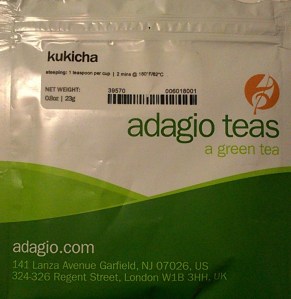 kukicha
steeping: 1 teaspoon per cup | 3 mins @ 180°F/82°C
NET WEIGHT: 39570 006018001
0.8oz | 23g
adagio teas
a green tea
adagio.com
141 Lanza Avenue Garfield, NJ 07026, US
324-326 Regent Street, London W1B 3HH, UK